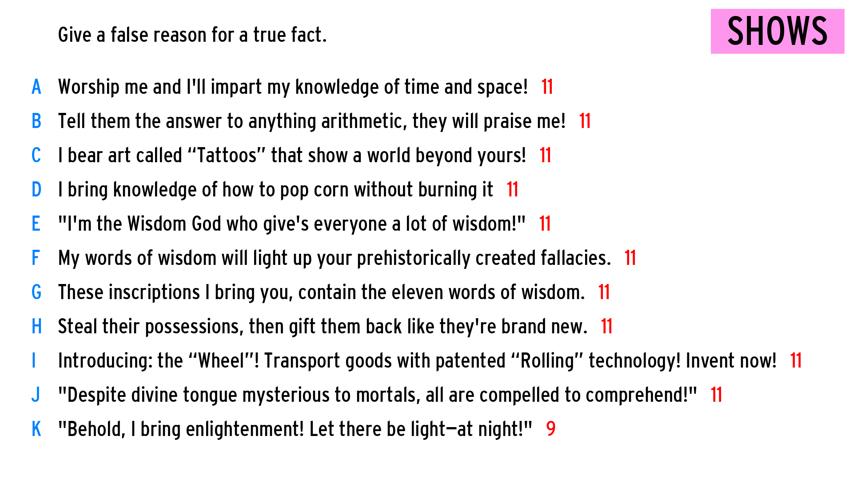 SHOWS
Give a false reason for a true fact.
A Worship me and I'll impart my knowledge of time and space! 11
B Tell them the answer to anything arithmetic, they will praise me! 11
C I bear art called “Tattoos” that show a world beyond yours! 11
D I bring knowledge of how to pop corn without burning it 11
E "I'm the Wisdom God who give's everyone a lot of wisdom!" 11
F My words of wisdom will light up your prehistorically created fallacies. 11
G These inscriptions I bring you, contain the eleven words of wisdom. 11
H Steal their possessions, then gift them back like they're brand new. 11
I Introducing: the “Wheel”! Transport goods with patented “Rolling” technology! Invent now! 11
J "Despite divine tongue mysterious to mortals, all are compelled to comprehend!" 11
K "Behold, I bring enlightenment! Let there be light—at night!" 9